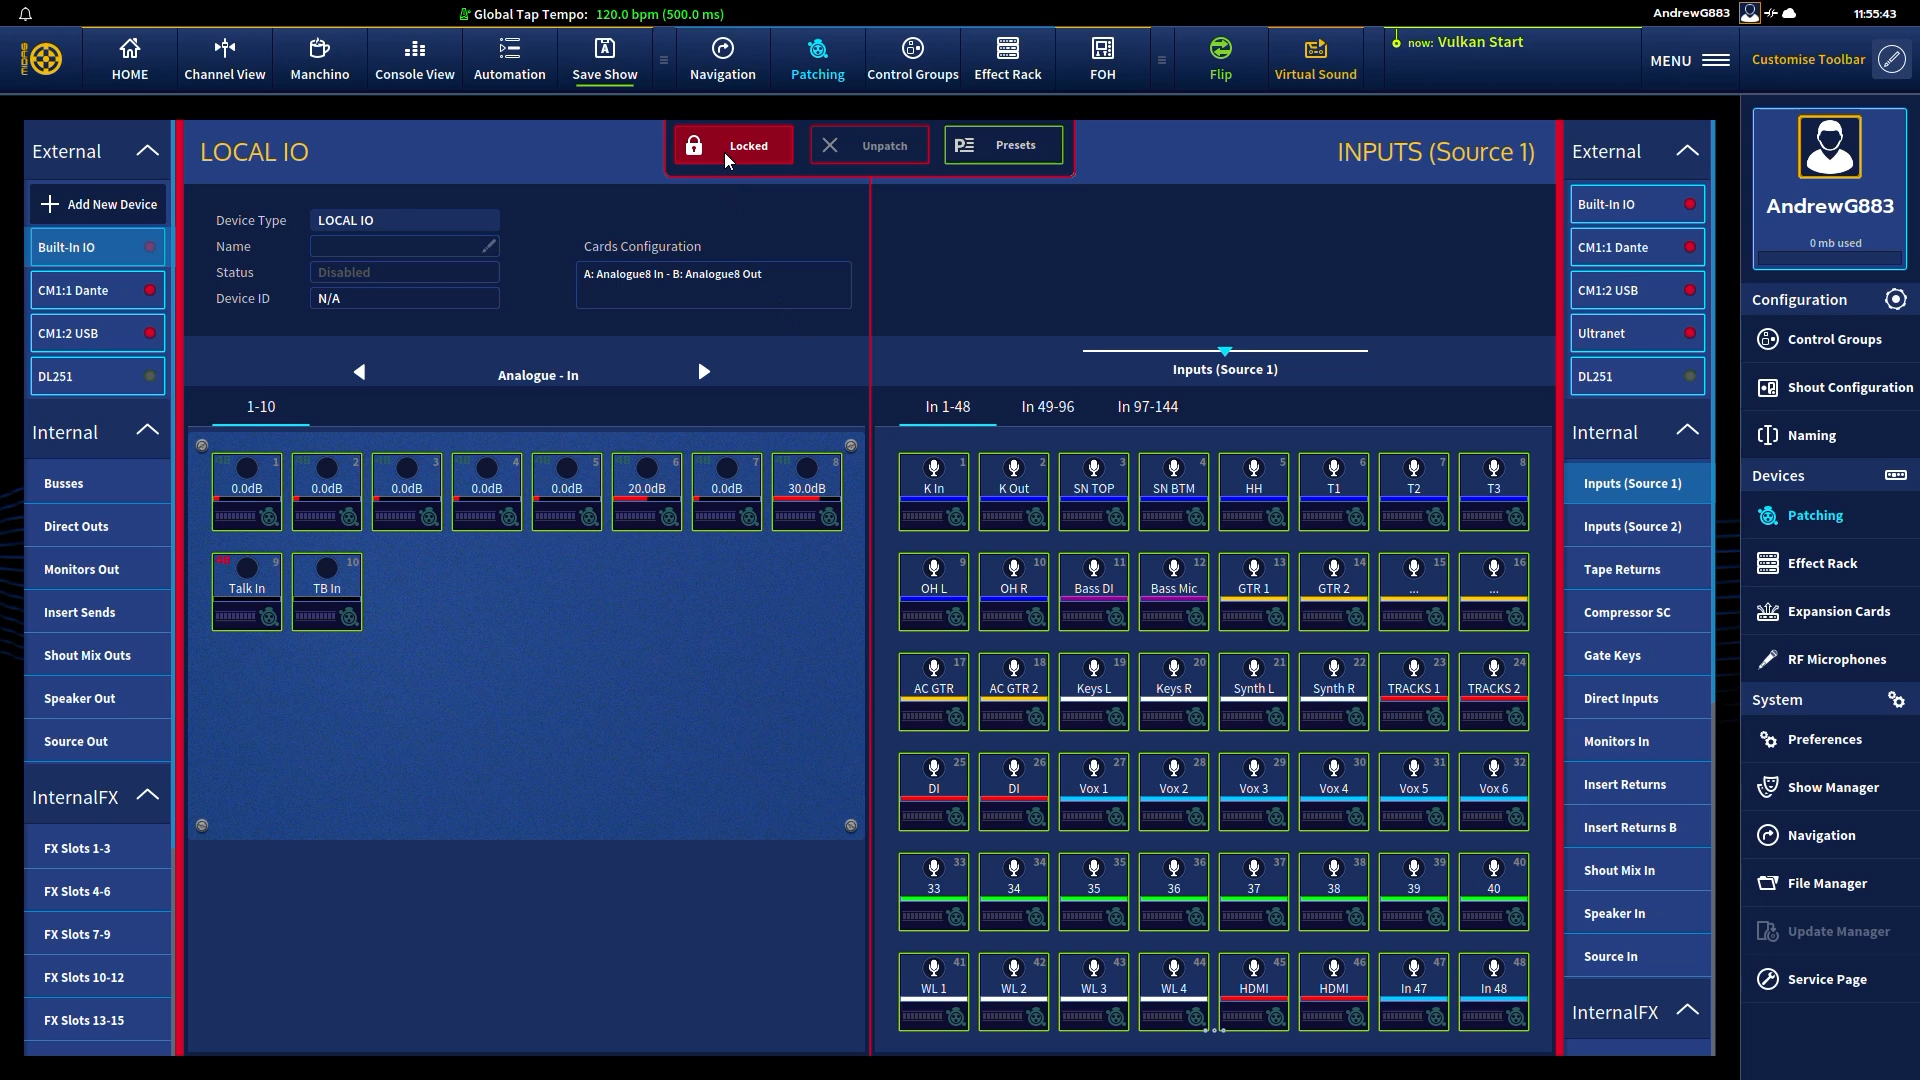 Global Tap Tempo: 120.0 bpm (500.0 ms)
AndrewG883
11:55:43
HOME
Channel View
Manchino
Console View
Automation
Save Show
Navigation
Patching
Control Groups
Effect Rack
FOH
Flip
Virtual Sound
now: Vulkan Start
MENU
Customise Toolbar
External
Add New Device
Built-In IO
CM1:1 Dante
CM1:2 USB
DL251
Internal
Busses
Direct Outs
Monitors Out
Insert Sends
Shout Mix Outs
Speaker Out
Source Out
InternalFX
FX Slots 1-3
FX Slots 4-6
FX Slots 7-9
FX Slots 10-12
FX Slots 13-15
LOCAL IO
Locked
Unpatch
Presets
INPUTS (Source 1)
Device Type LOCAL IO
Name
Status Disabled
Device ID N/A
Cards Configuration
A: Analogue8 In - B: Analogue8 Out
Analogue - In
1-10
1 2 3 4 5 6 7 8
0.0dB 0.0dB 0.0dB 0.0dB 0.0dB 20.0dB 0.0dB 30.0dB
9 10
Talk In TB In
Inputs (Source 1)
In 1-48 In 49-96 In 97-144
1 2 3 4 5 6 7 8
K In K Out SN TOP SN BTM HH T1 T2 T3
9 10 11 12 13 14 15 16
OH L OH R Bass DI Bass Mic GTR 1 GTR 2 ... ...
17 18 19 20 21 22 23 24
AC GTR AC GTR 2 Keys L Keys R Synth L Synth R TRACKS 1 TRACKS 2
25 26 27 28 29 30 31 32
DI DI Vox 1 Vox 2 Vox 3 Vox 4 Vox 5 Vox 6
33 34 35 36 37 38 39 40
33 34 35 36 37 38 39 40
41 42 43 44 45 46 47 48
WL 1 WL 2 WL 3 WL 4 HDMI HDMI In 47 In 48
External
Built-In IO
CM1:1 Dante
CM1:2 USB
Ultranet
DL251
Internal
Inputs (Source 1)
Inputs (Source 2)
Tape Returns
Compressor SC
Gate Keys
Direct Inputs
Monitors In
Insert Returns
Insert Returns B
Shout Mix In
Speaker In
Source In
InternalFX
AndrewG883
0 mb used
Configuration
Control Groups
Shout Configuration
Naming
Devices
Patching
Effect Rack
Expansion Cards
RF Microphones
System
Preferences
Show Manager
Navigation
File Manager
Update Manager
Service Page